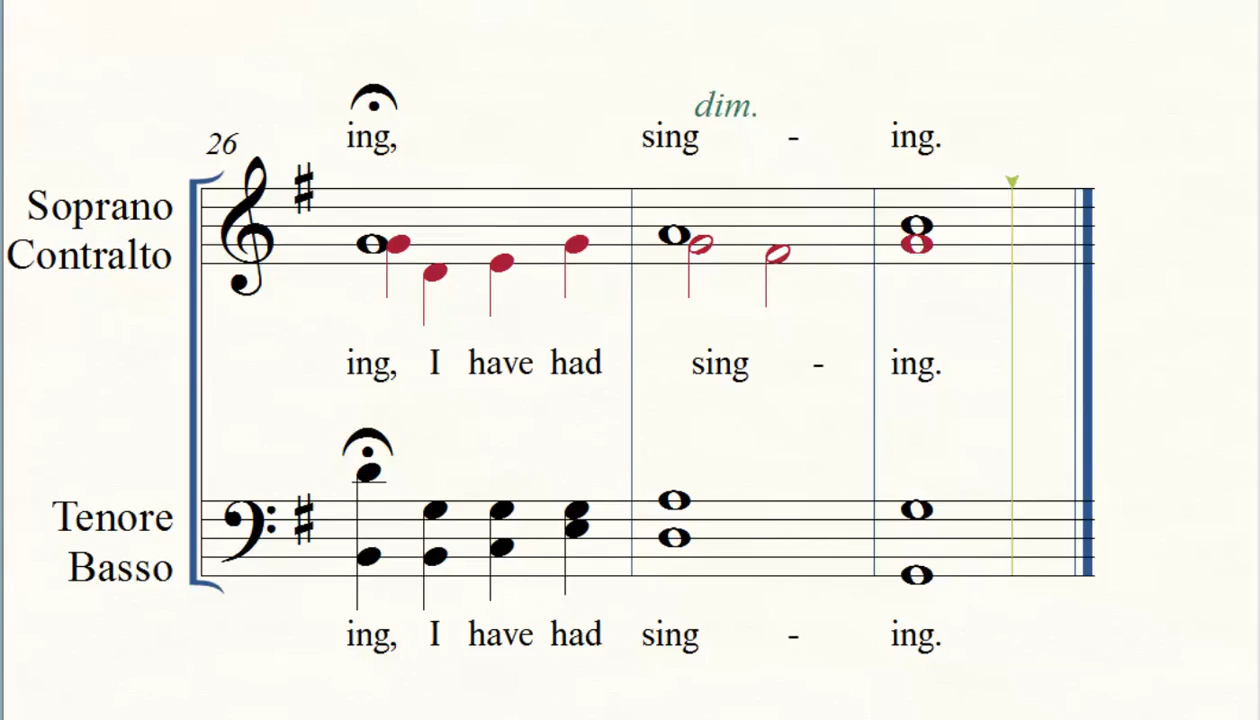 dim.
ing, sing - ing.
26
Soprano
Contralto
ing, I have had sing - ing.
Tenore
Basso
ing, I have had sing - ing.